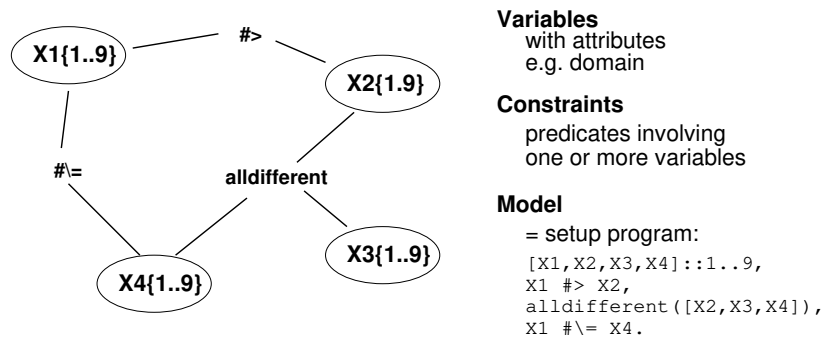 X1{1..9}
#>
X2{1.9}
#\=
alldifferent
X3{1..9}
X4{1..9}
Variables
with attributes
e.g. domain
Constraints
predicates involving
one or more variables
Model
= setup program:
[X1,X2,X3,X4]::1..9,
X1 #> X2,
alldifferent([X2,X3,X4]),
X1 #\= X4.